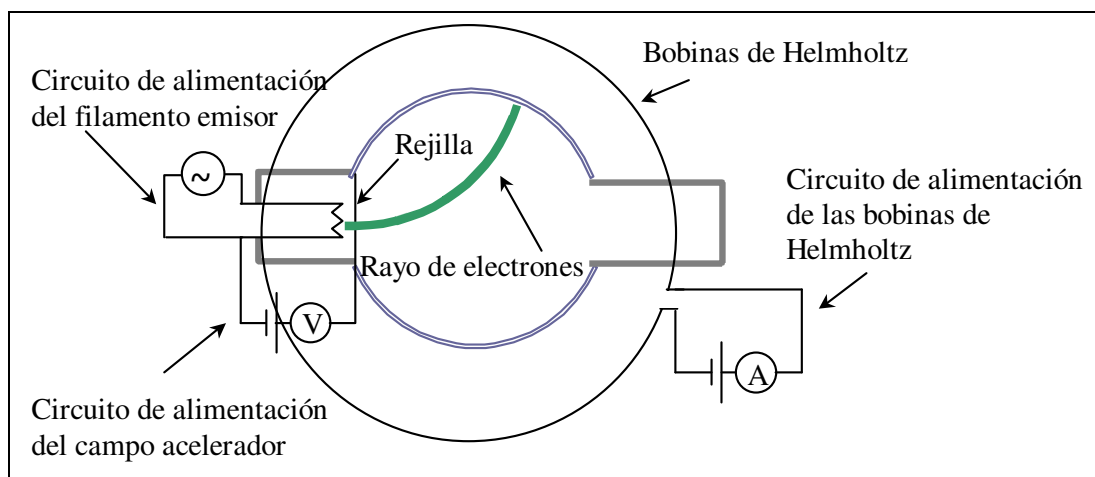 Bobinas de Helmholtz
Circuito de alimentación
del filamento emisor
Rejilla
~
Circuito de alimentación
de las bobinas de
Helmholtz
Rayo de electrones
V
A
Circuito de alimentación
del campo acelerador